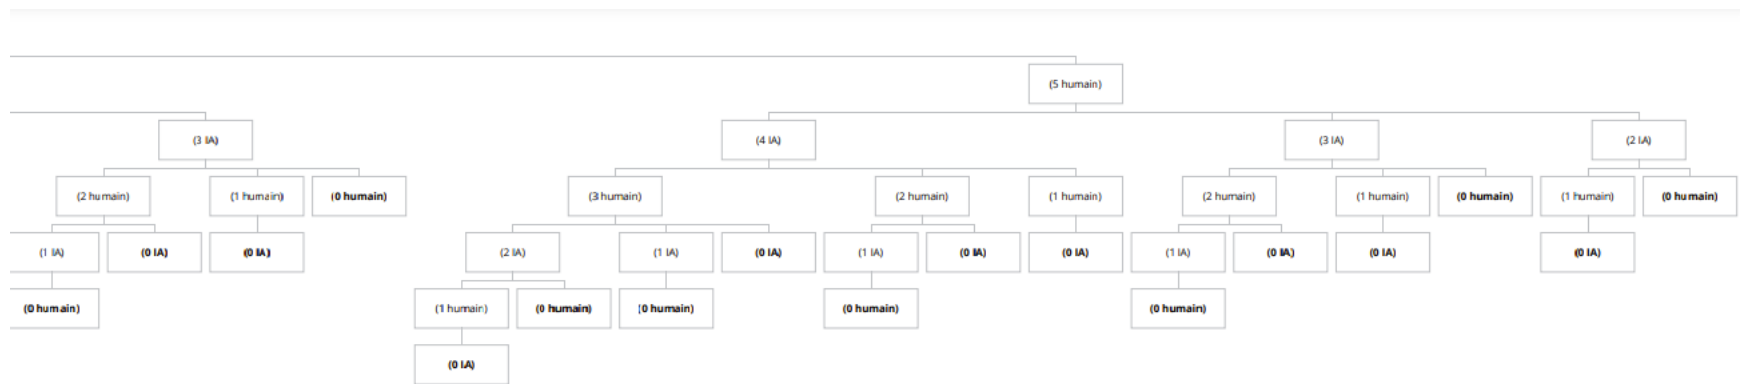 (5 humain)
(3 IA) (4 IA) (3 IA) (2 IA)
(2 humain) (1 humain) (0 humain) (3 humain) (2 humain) (1 humain) (2 humain) (1 humain) (0 humain) (1 humain) (0 humain)
(1 IA) (0 IA) (0 IA) (2 IA) (1 IA) (0 IA) (1 IA) (0 IA) (0 IA) (1 IA) (0 IA) (0 IA) (0 IA)
(0 humain) (1 humain) (0 humain) (0 humain) (0 humain) (0 humain)
(0 IA)